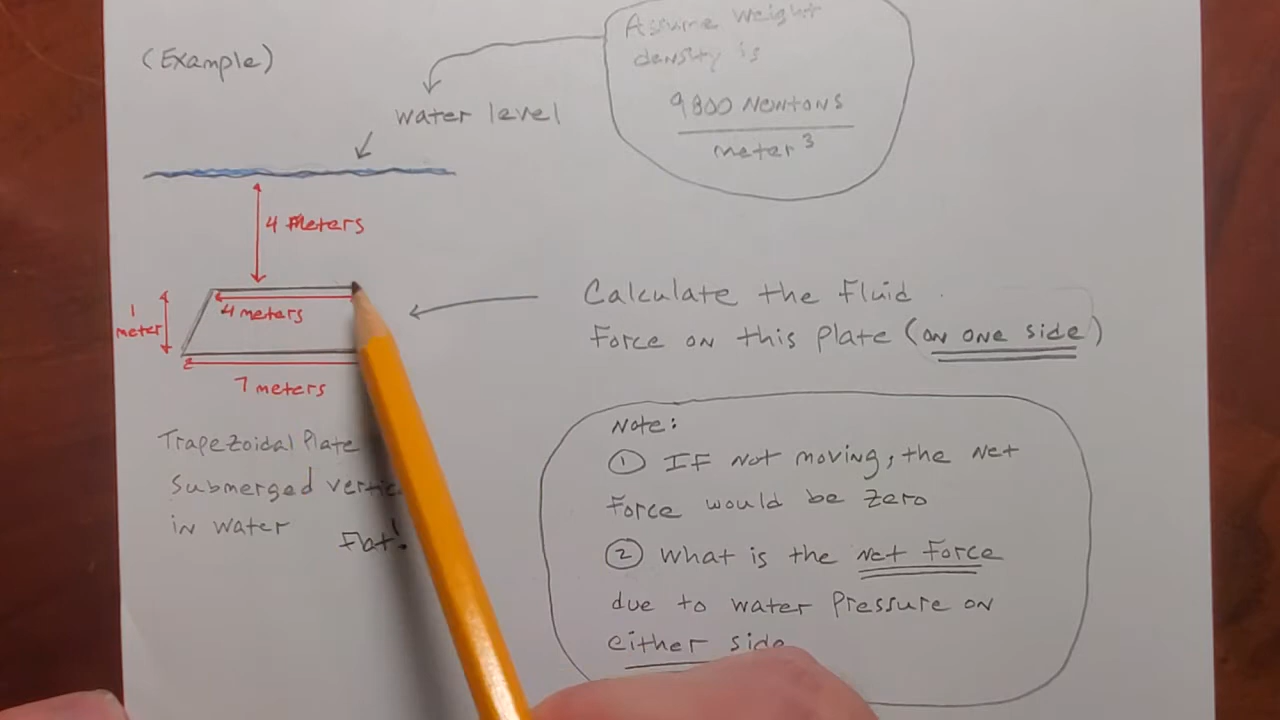 Assume weight
density is
9800 Newtons
meter³
(Example)
water level
4 meters
1
meter
4 meters
7 meters
Calculate the fluid
Force on this plate (on one side)
Trapezoidal Plate
submerged
in water
Flat!
Note:
① If not moving, the net
force would be zero
② What is the net force
due to water pressure on
either side